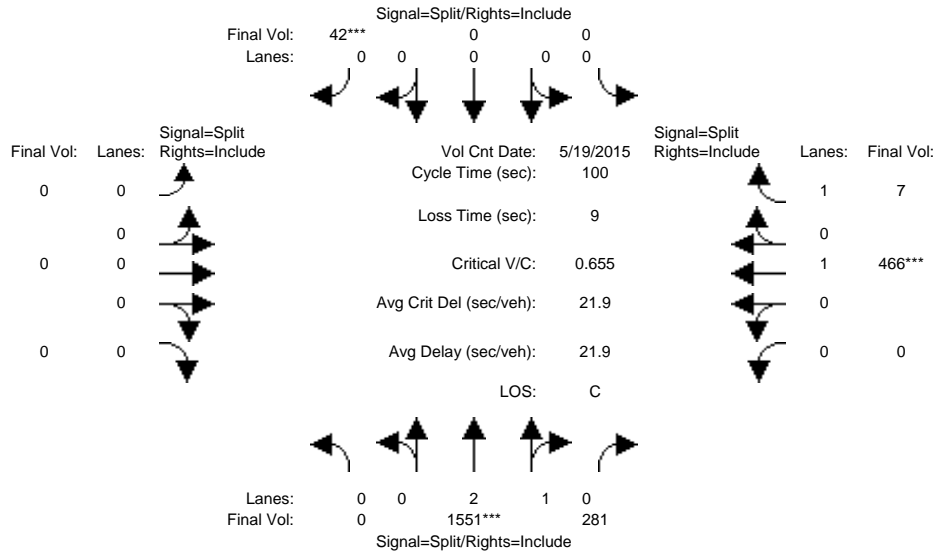 Signal=Split/Rights=Include
Final Vol: 42*** 0 0
Lanes: 0 0 0 0 0
Signal=Split
Final Vol: Lanes: Rights=Include
Vol Cnt Date: 5/19/2015
Signal=Split
Rights=Include Lanes: Final Vol:
Cycle Time (sec): 100
0 0
1 7
Loss Time (sec): 9
0
0
0 0
Critical V/C: 0.655
1 466***
0
Avg Crit Del (sec/veh): 21.9
0
0 0
Avg Delay (sec/veh): 21.9
0 0
LOS: C
Lanes: 0 0 2 1 0
Final Vol: 0 1551*** 281
Signal=Split/Rights=Include